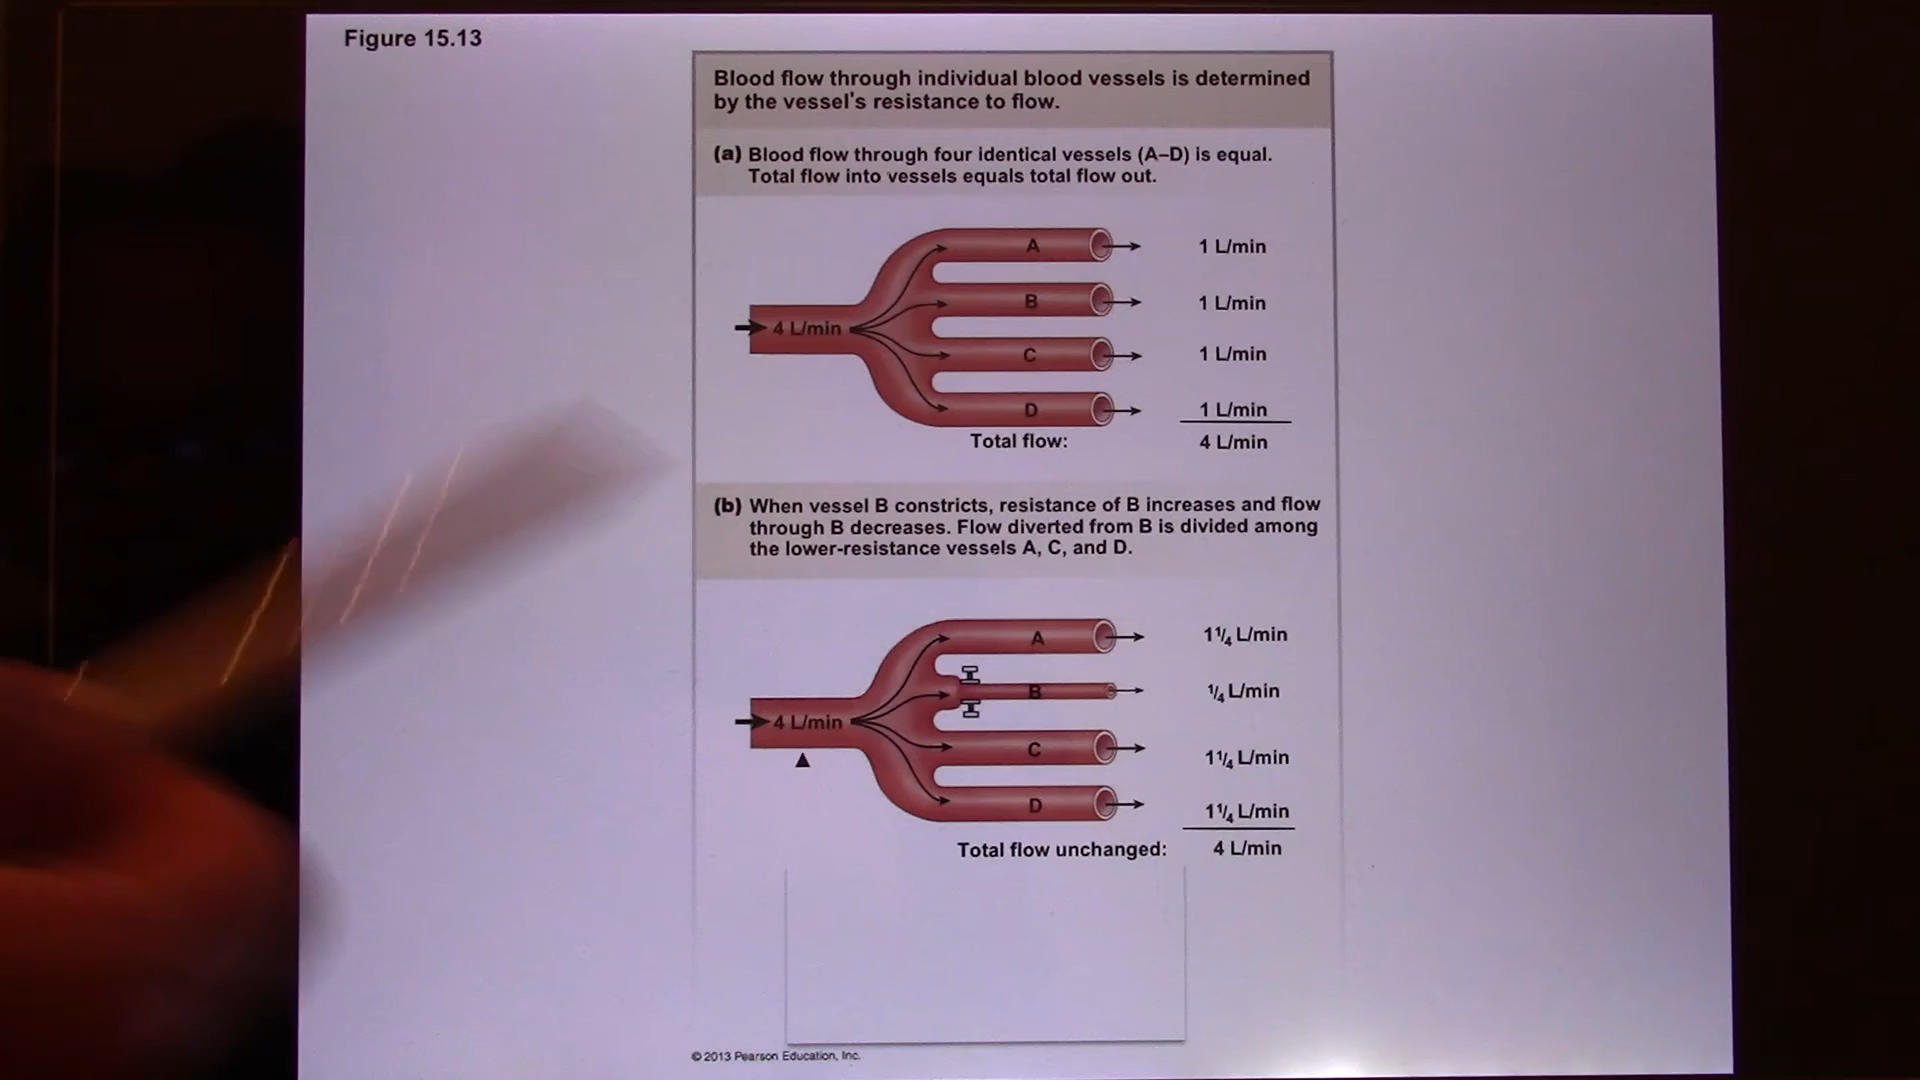 Figure 15.13
Blood flow through individual blood vessels is determined
by the vessel's resistance to flow.
(a) Blood flow through four identical vessels (A–D) is equal.
Total flow into vessels equals total flow out.
A 1 L/min
B 1 L/min
4 L/min
C 1 L/min
D 1 L/min
Total flow: 4 L/min
(b) When vessel B constricts, resistance of B increases and flow
through B decreases. Flow diverted from B is divided among
the lower-resistance vessels A, C, and D.
A 1¹/₄ L/min
B ¹/₄ L/min
4 L/min
C 1¹/₄ L/min
D 1¹/₄ L/min
Total flow unchanged: 4 L/min
© 2013 Pearson Education, Inc.